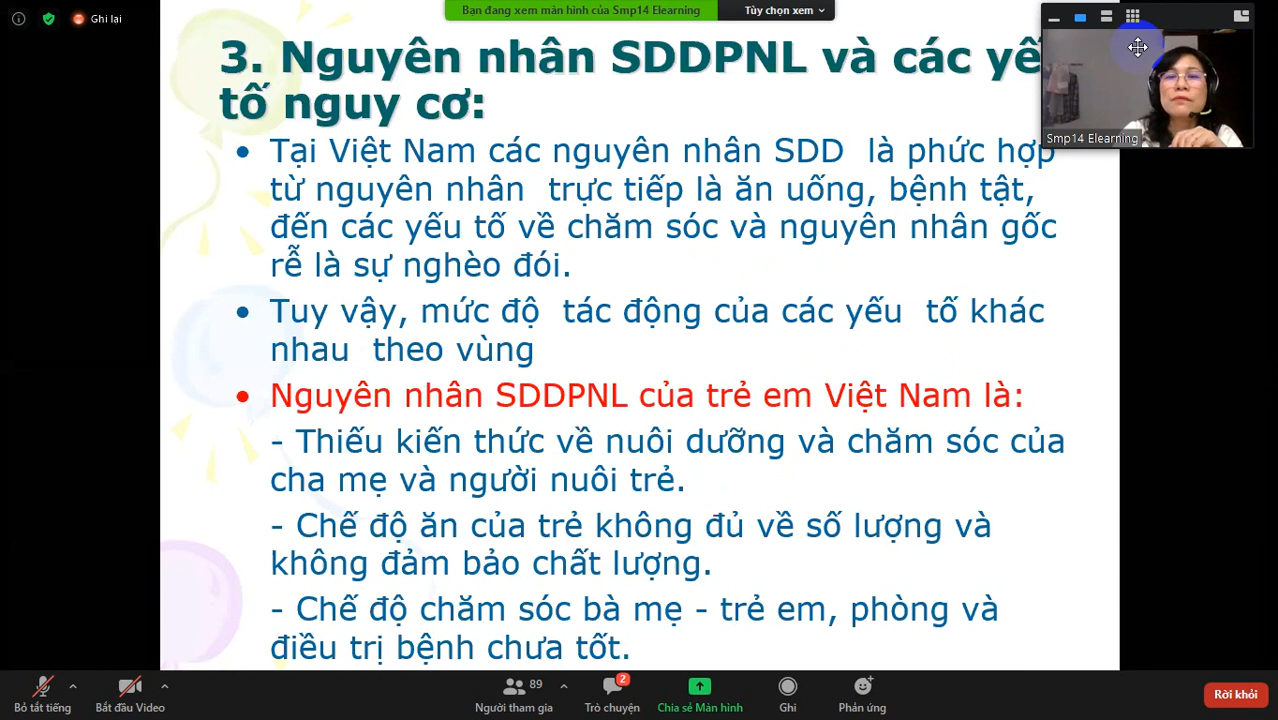 Ghi lại
Bạn đang xem màn hình của Smp14 Elearning
Tùy chọn xem
3. Nguyên nhân SDDPNL và các yế
tố nguy cơ:
Smp14 Elearning
• Tại Việt Nam các nguyên nhân SDD là phức hợp
từ nguyên nhân trực tiếp là ăn uống, bệnh tật,
đến các yếu tố về chăm sóc và nguyên nhân gốc
rễ là sự nghèo đói.
• Tuy vậy, mức độ tác động của các yếu tố khác
nhau theo vùng
• Nguyên nhân SDDPNL của trẻ em Việt Nam là:
- Thiếu kiến thức về nuôi dưỡng và chăm sóc của
cha mẹ và người nuôi trẻ.
- Chế độ ăn của trẻ không đủ về số lượng và
không đảm bảo chất lượng.
- Chế độ chăm sóc bà mẹ - trẻ em, phòng và
điều trị bệnh chưa tốt.
Bỏ tắt tiếng
Bắt đầu Video
89
Người tham gia
2
Trò chuyện
Chia sẻ Màn hình
Ghi
Phản ứng
Rời khỏi